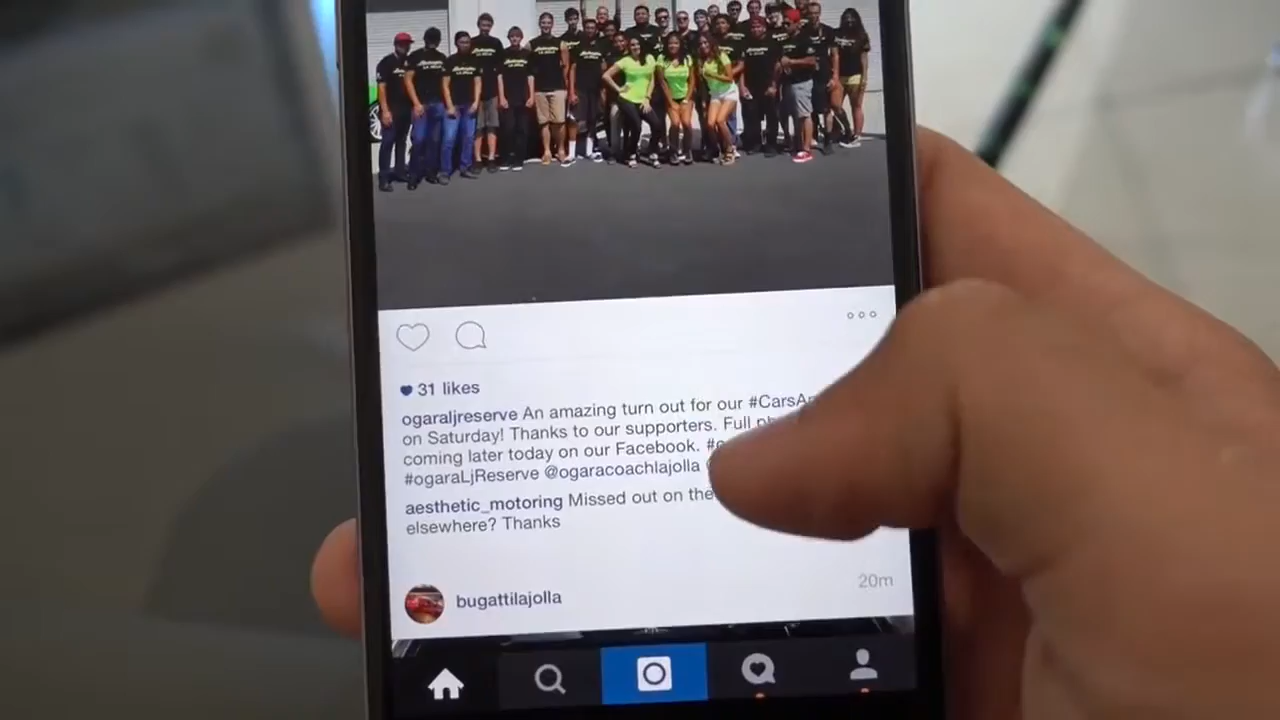 31 likes
ogaraljreserve An amazing turn out for our
on Saturday! Thanks to our supporters. Full
coming later today on our Facebook.
#ogaraLjReserve @ogaracoachlajolla
aesthetic_motoring Missed out on the
elsewhere? Thanks
20m
bugattilajolla